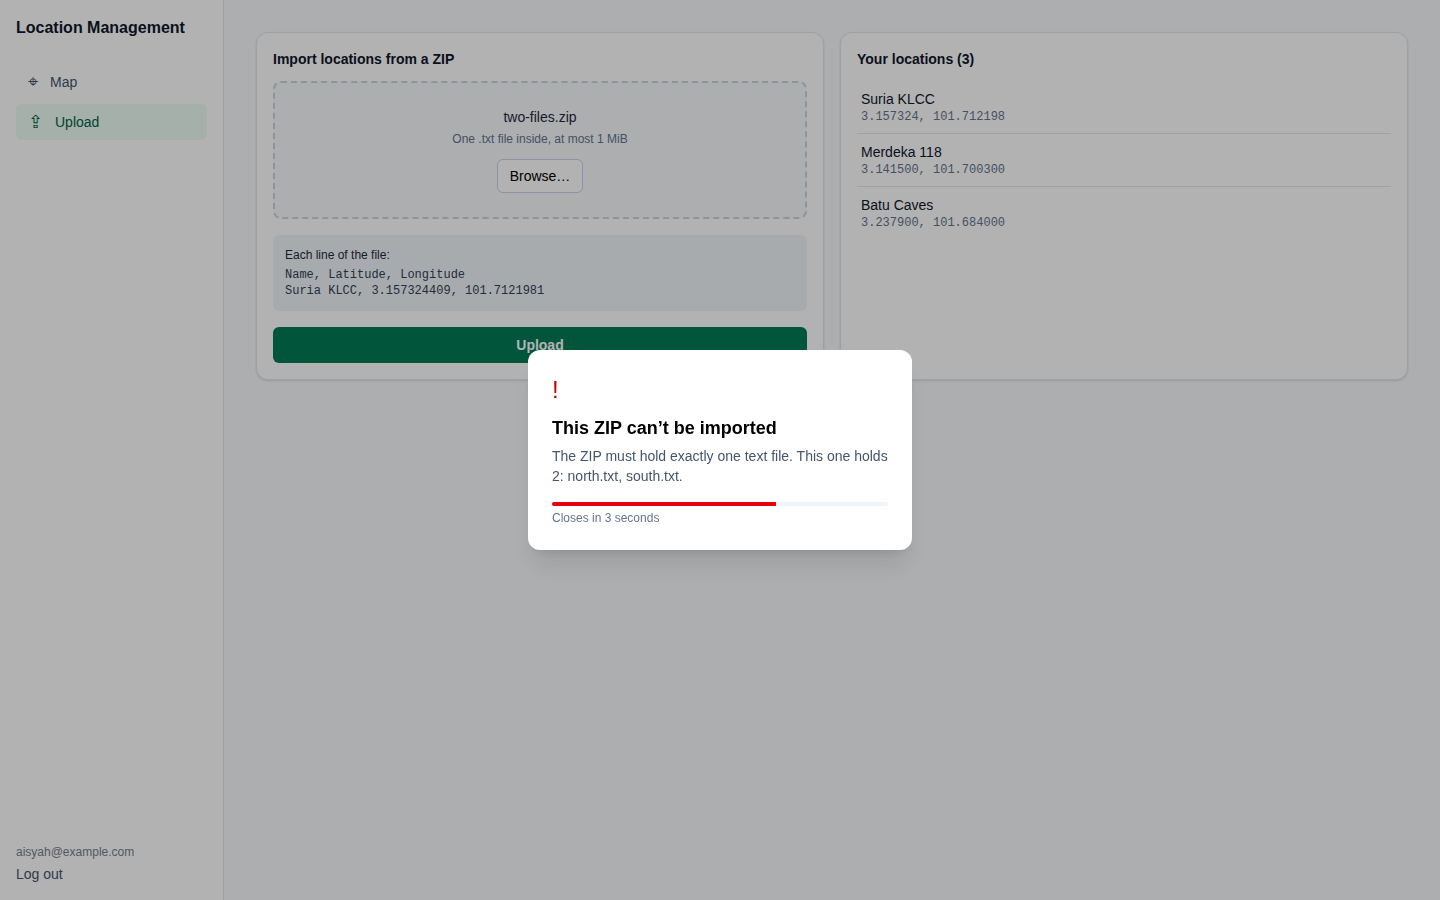 Location Management
⌖ Map
⇪ Upload
aisyah@example.com
Log out
Import locations from a ZIP
two-files.zip
One .txt file inside, at most 1 MiB
Browse…
Each line of the file:
Name, Latitude, Longitude
Suria KLCC, 3.157324409, 101.7121981
Upload
Your locations (3)
Suria KLCC
3.157324, 101.712198
Merdeka 118
3.141500, 101.700300
Batu Caves
3.237900, 101.684000
!
This ZIP can’t be imported
The ZIP must hold exactly one text file. This one holds
2: north.txt, south.txt.
Closes in 3 seconds